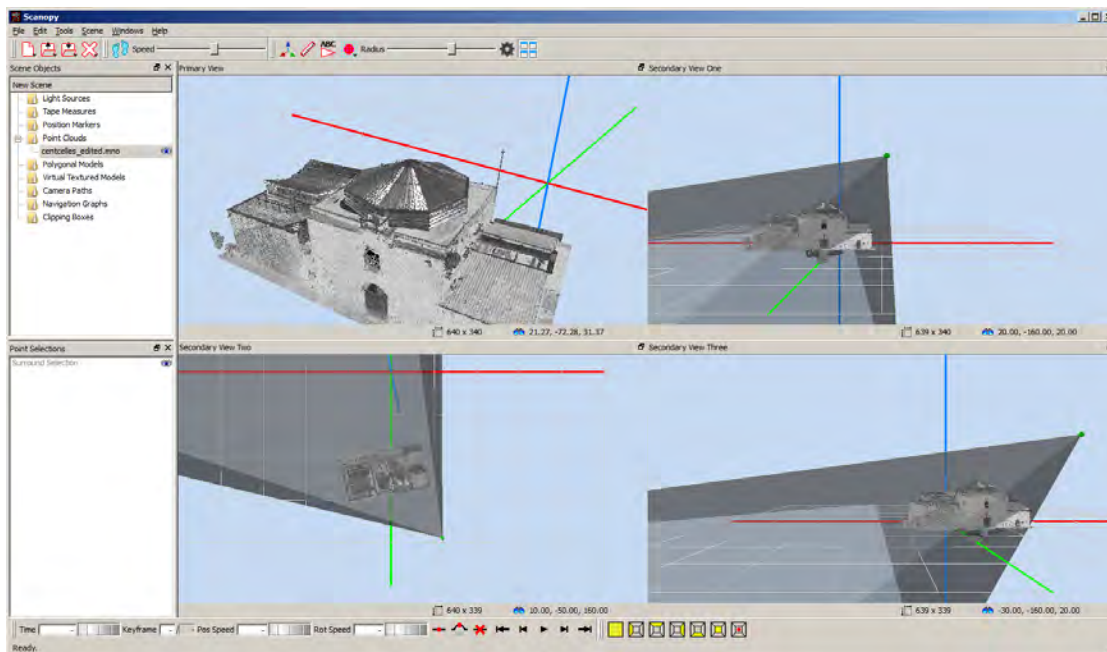 Scanopy
File Edit Tools Scene Windows Help
Speed ABC Radius
Scene Objects
Primary View
Secondary View One
New Scene
Light Sources
Tape Measures
Position Markers
Point Clouds
centcelles_edited.mno
Polygonal Models
Virtual Textured Models
Camera Paths
Navigation Graphs
Clipping Boxes
640 x 340 21.27, -72.28, 31.37
639 x 340 20.00, -160.00, 20.00
Point Selections
Secondary View Two
Secondary View Three
Surround Selection
640 x 339 10.00, -50.00, 160.00
639 x 339 -30.00, -160.00, 20.00
Time - Keyframe - / - Pos Speed - Rot Speed -
Ready.